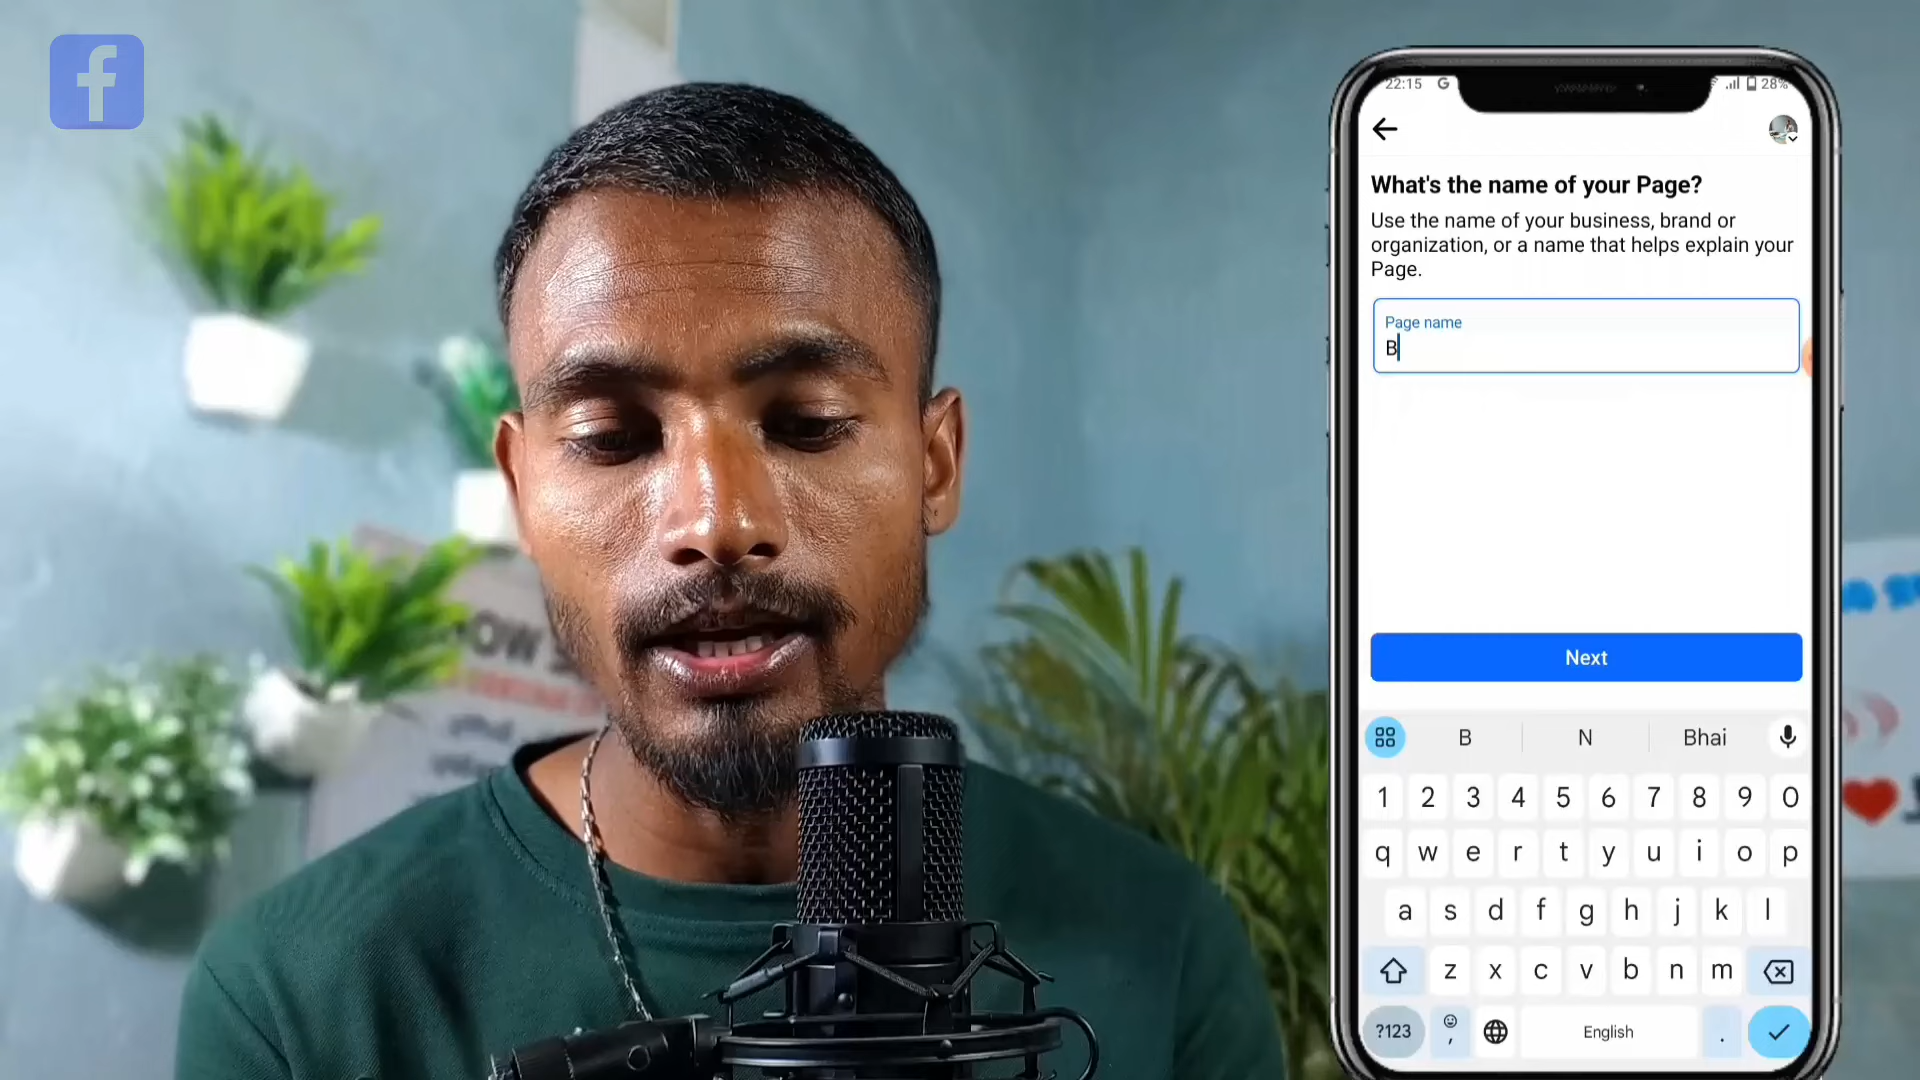 f
22:15 G 28%
What's the name of your Page?
Use the name of your business, brand or
organization, or a name that helps explain your
Page.
Page name
B
Next
B N Bhai
1 2 3 4 5 6 7 8 9 0
q w e r t y u i o p
a s d f g h j k l
z x c v b n m
?123 , English .